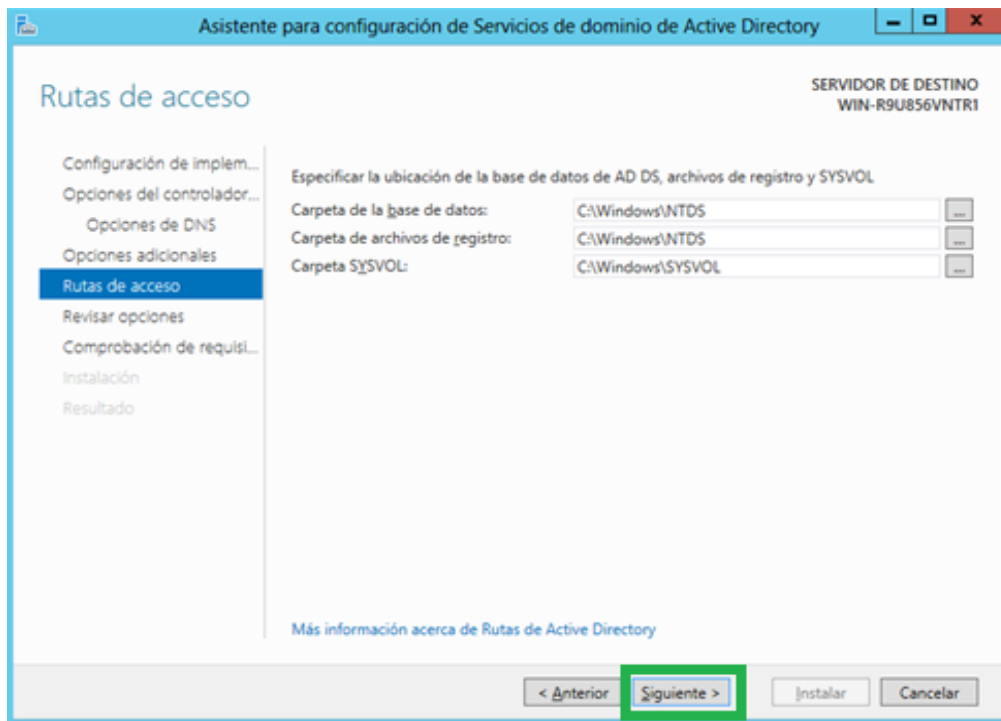 Asistente para configuración de Servicios de dominio de Active Directory
Rutas de acceso
SERVIDOR DE DESTINO
WIN-R9U856VNTR1
Configuración de implem...
Opciones del controlador...
Opciones de DNS
Opciones adicionales
Rutas de acceso
Revisar opciones
Comprobación de requisi...
Instalación
Resultado
Especificar la ubicación de la base de datos de AD DS, archivos de registro y SYSVOL
Carpeta de la base de datos: C:\Windows\NTDS ...
Carpeta de archivos de registro: C:\Windows\NTDS ...
Carpeta SYSVOL: C:\Windows\SYSVOL ...
Más información acerca de Rutas de Active Directory
< Anterior Siguiente > Instalar Cancelar